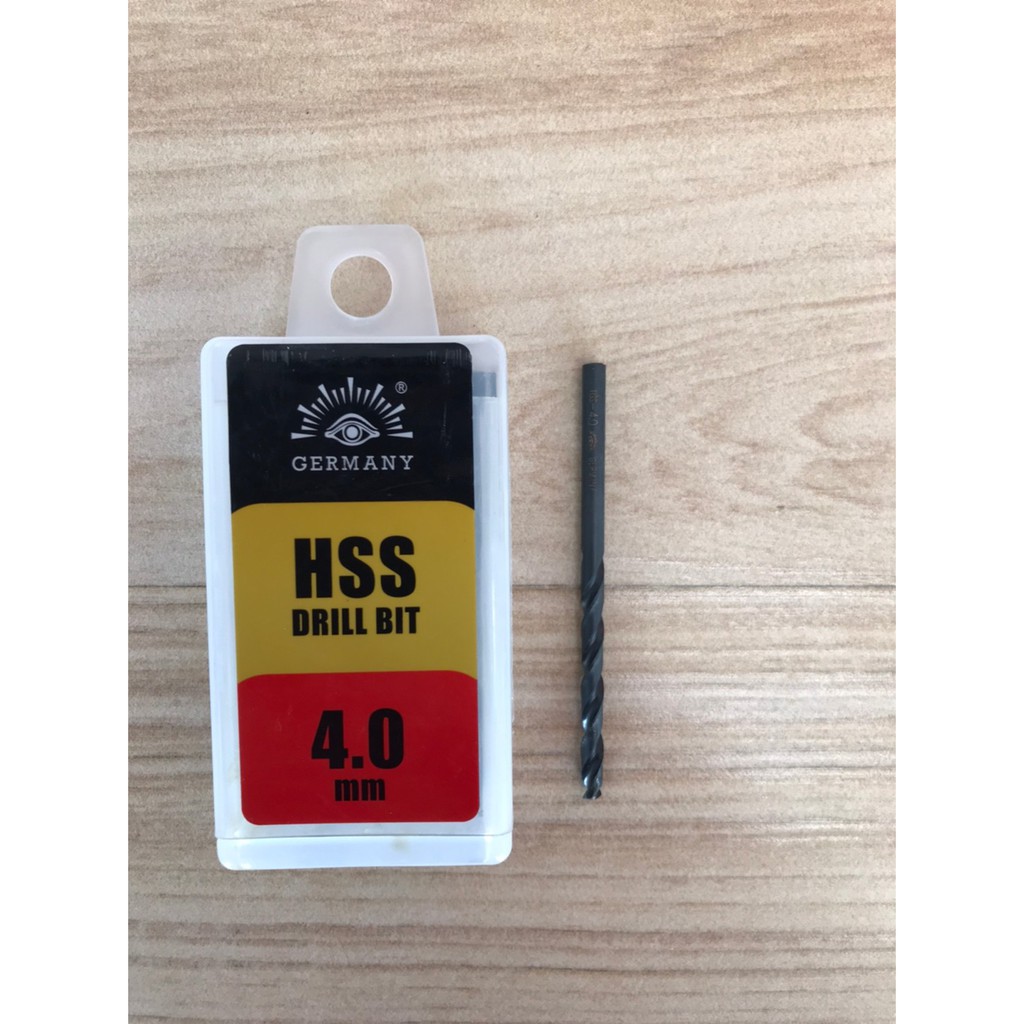 ®
GERMANY
HSS
DRILL BIT
4.0
mm